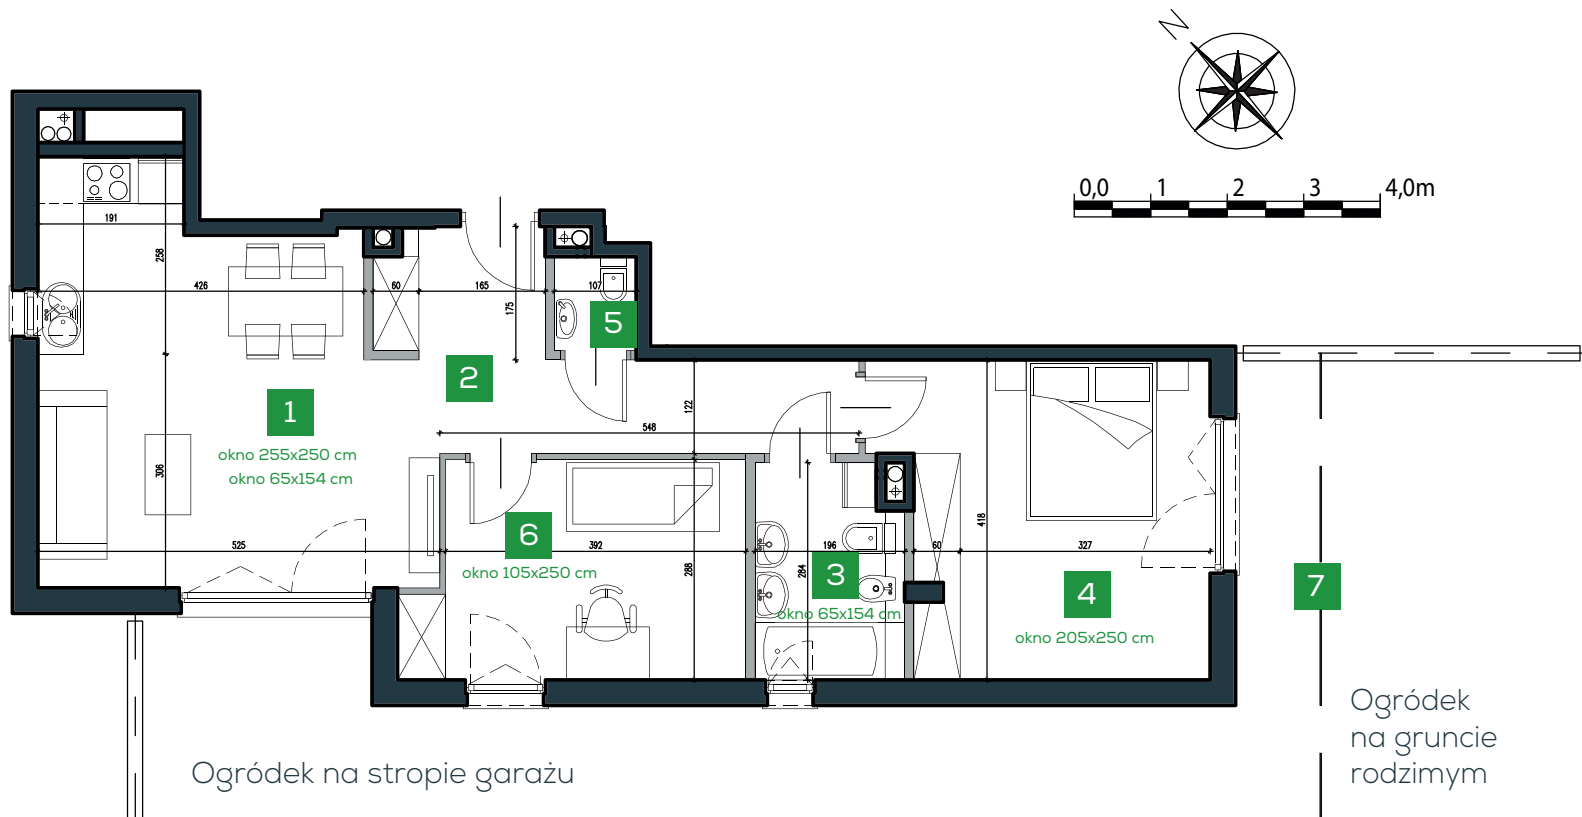 N
0,0 1 2 3 4,0m
191
258
426
60
165
175
107
5
2
1
okno 255x250 cm
okno 65x154 cm
122
548
306
525
6
okno 105x250 cm
392
288
196
284
3
okno 65x154 cm
60
418
327
4
okno 205x250 cm
7
Ogródek na stropie garażu
Ogródek
na gruncie
rodzimym